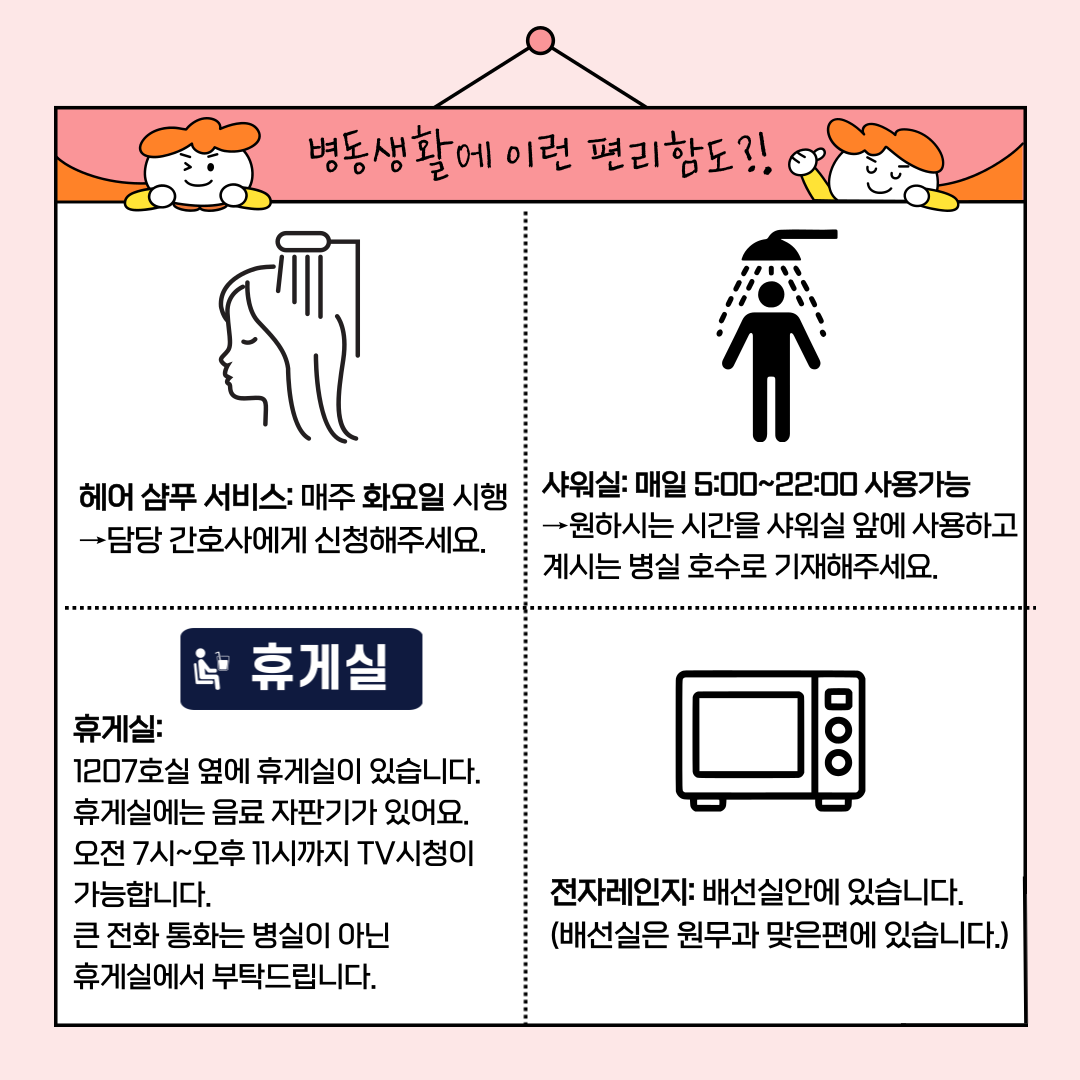 병동생활에 이런 편리함도?!
헤어 샴푸 서비스: 매주 화요일 시행
→담당 간호사에게 신청해주세요.
샤워실: 매일 5:00~22:00 사용가능
→원하시는 시간을 샤워실 앞에 사용하고
계시는 병실 호수로 기재해주세요.
휴게실
휴게실:
1207호실 옆에 휴게실이 있습니다.
휴게실에는 음료 자판기가 있어요.
오전 7시~오후 11시까지 TV시청이
가능합니다.
큰 전화 통화는 병실이 아닌
휴게실에서 부탁드립니다.
전자레인지: 배선실안에 있습니다.
(배선실은 원무과 맞은편에 있습니다.)